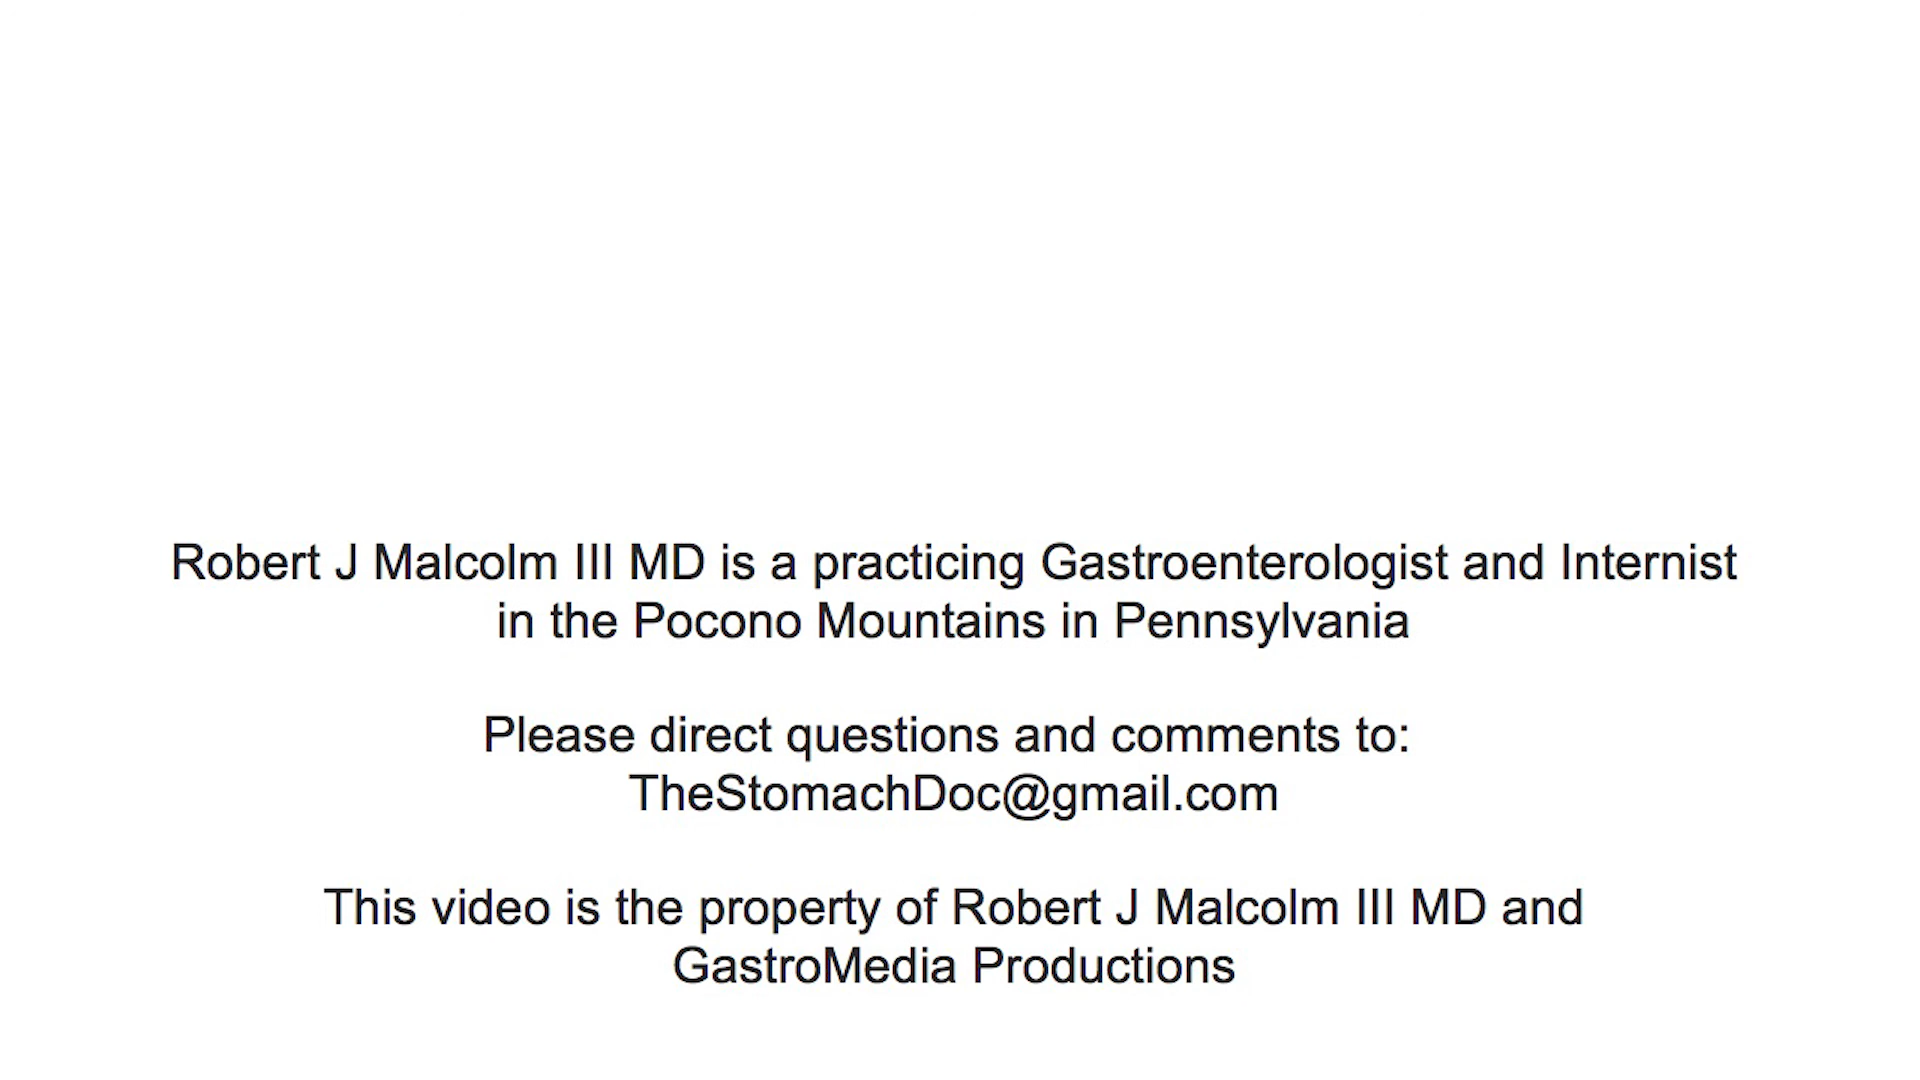 Robert J Malcolm III MD is a practicing Gastroenterologist and Internist
in the Pocono Mountains in Pennsylvania
Please direct questions and comments to:
TheStomachDoc@gmail.com
This video is the property of Robert J Malcolm III MD and
GastroMedia Productions